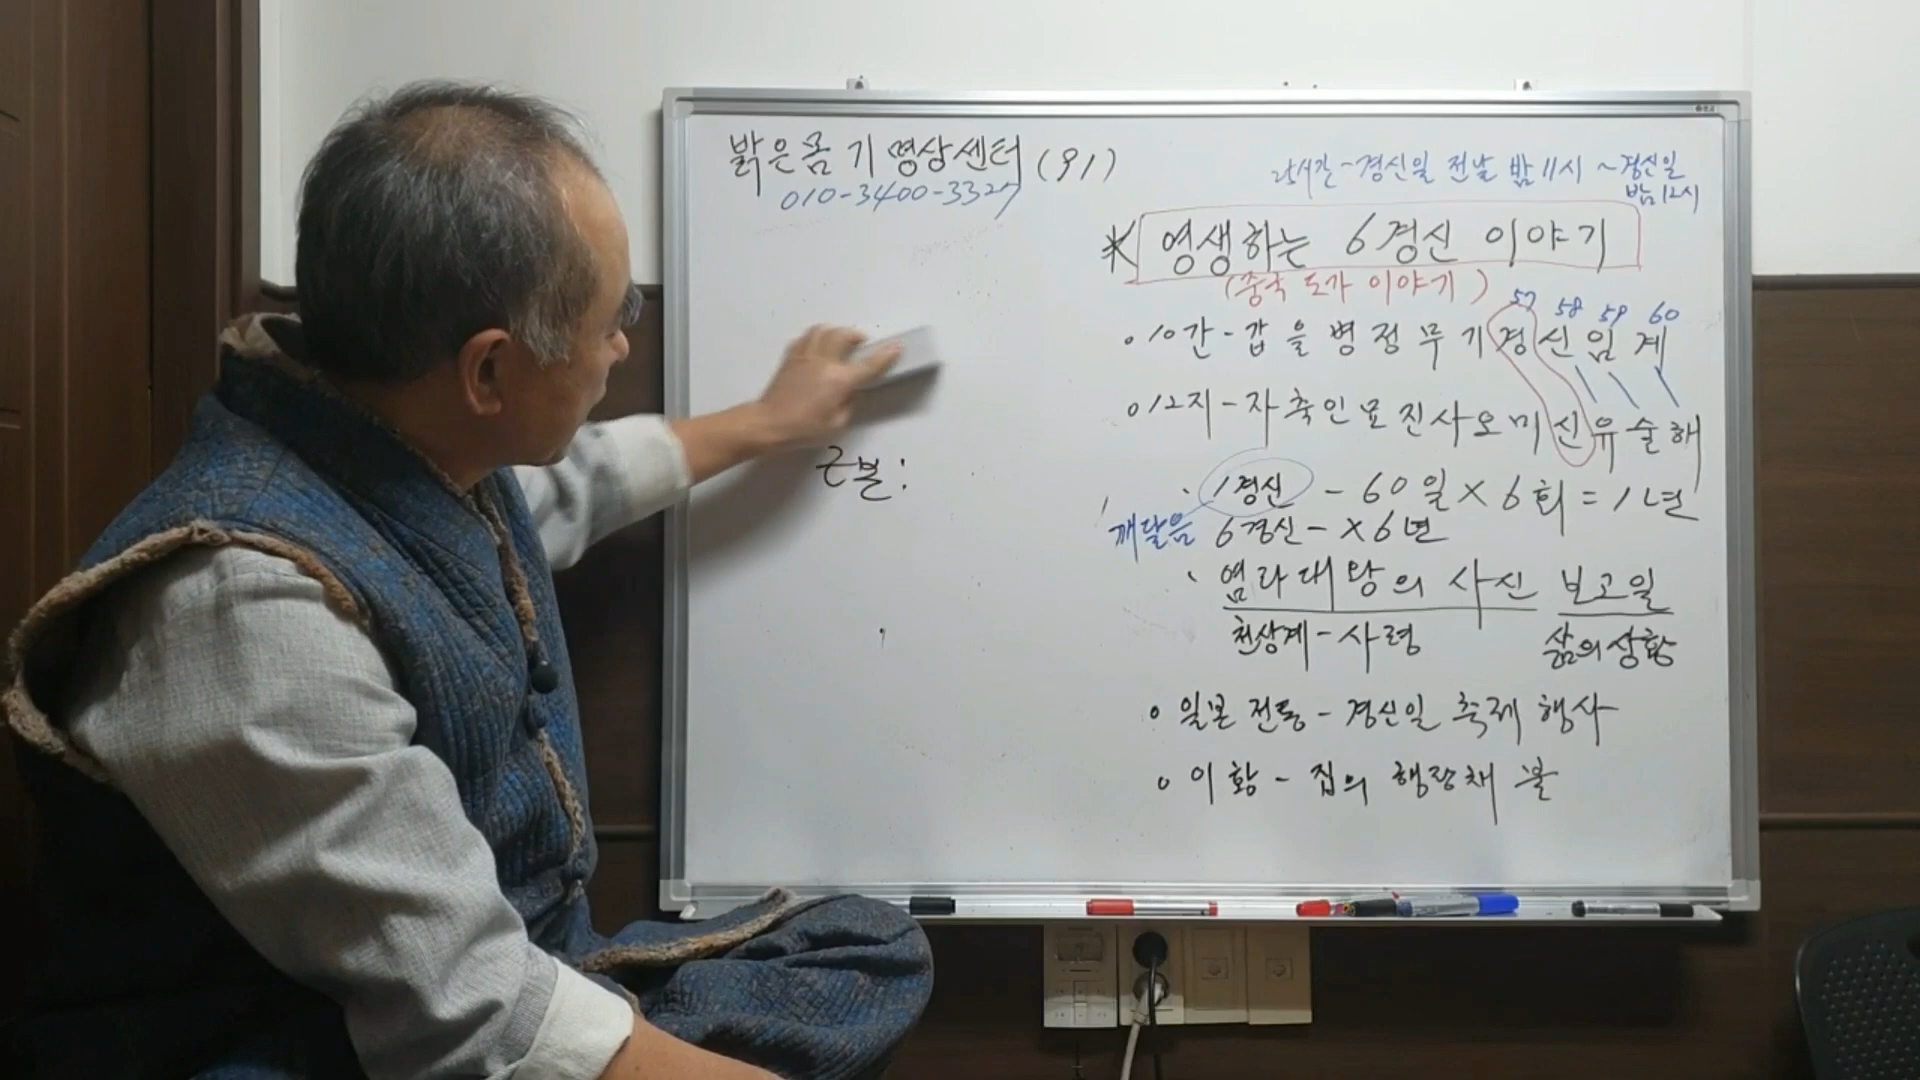 밝은몸 기 명상센터 (91)
010-3400-3327
25시간-경신일 전날 밤 11시 ~ 경신일
밤 12시
* 영생하는 6경신 이야기
(중국 도가 이야기)
57 58 59 60
10간-갑 을 병 정 무 기 경 신 임 계
12지-자 축 인 묘 진 사 오 미 신 유 술 해
근본:
1경신 - 60일 × 6회 = 1년
깨달음 6경신 - ×6년
염라대왕의 사신 보고일
천상계-사령 삶의 상황
일본 전통 - 경신일 축제 행사
이황 - 집의 행랑채 불